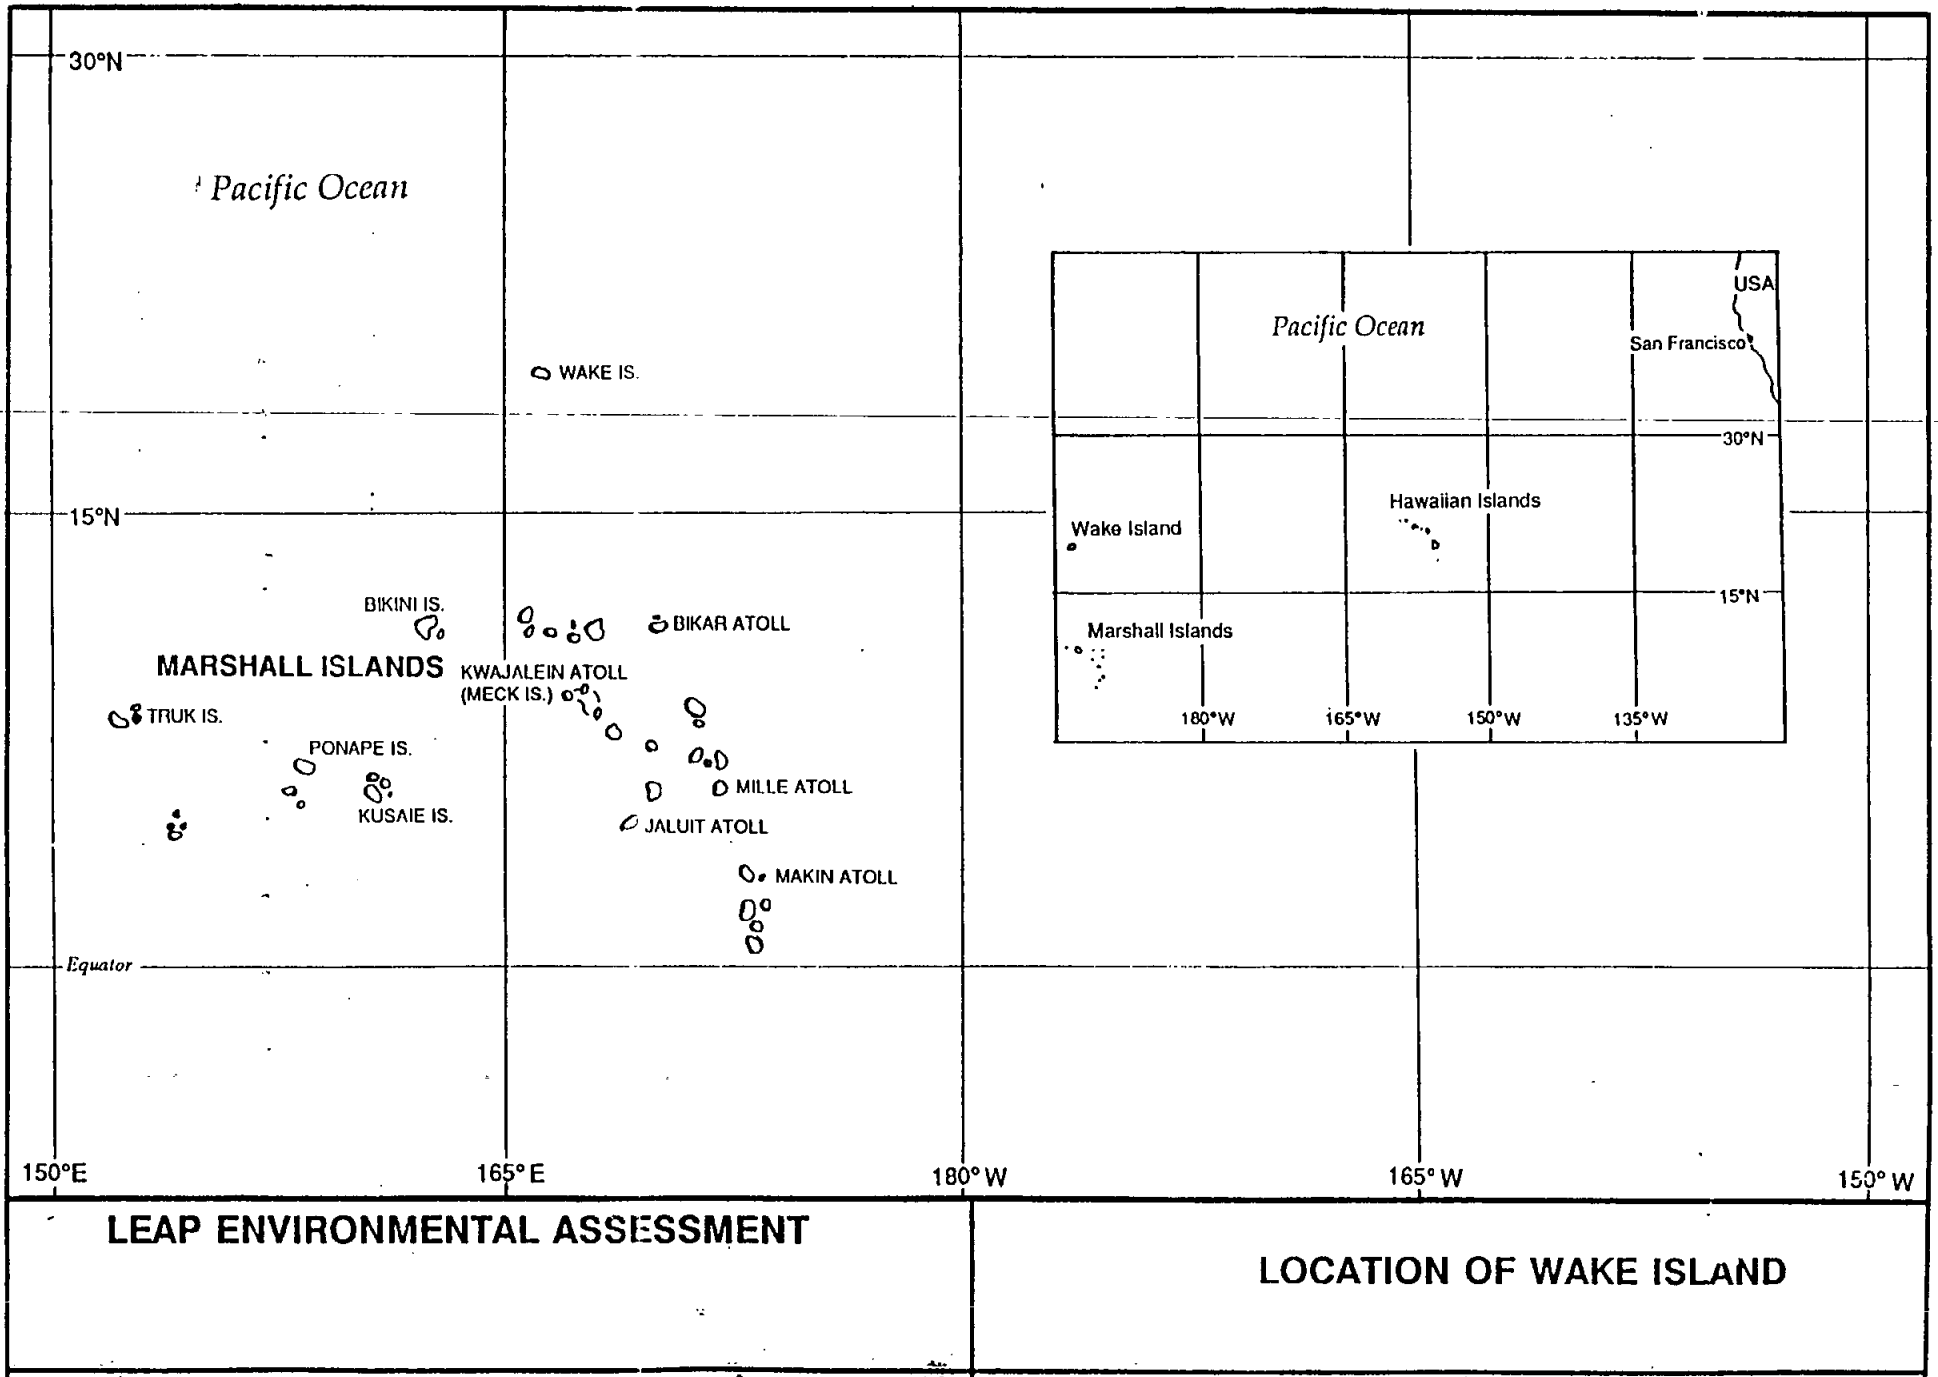 30°N
Pacific Ocean
WAKE IS.
15°N
BIKINI IS.
BIKAR ATOLL
MARSHALL ISLANDS
KWAJALEIN ATOLL
(MECK IS.)
TRUK IS.
PONAPE IS.
KUSAIE IS.
MILLE ATOLL
JALUIT ATOLL
MAKIN ATOLL
Equator
150°E
165°E
180°W
165°W
150°W
USA
Pacific Ocean
San Francisco
30°N
Hawaiian Islands
Wake Island
15°N
Marshall Islands
180°W
165°W
150°W
135°W
LEAP ENVIRONMENTAL ASSESSMENT
LOCATION OF WAKE ISLAND